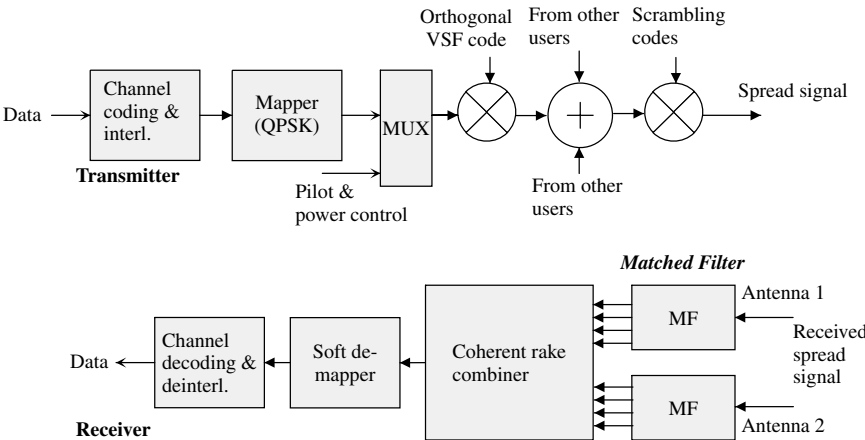 Orthogonal
VSF code
From other
users
Scrambling
codes
Data
Channel
coding &
interl.
Mapper
(QPSK)
MUX
Spread signal
Transmitter
Pilot &
power control
From other
users
Matched Filter
Antenna 1
MF
Received
spread
signal
Data
Channel
decoding &
deinterl.
Soft de-
mapper
Coherent rake
combiner
MF
Antenna 2
Receiver